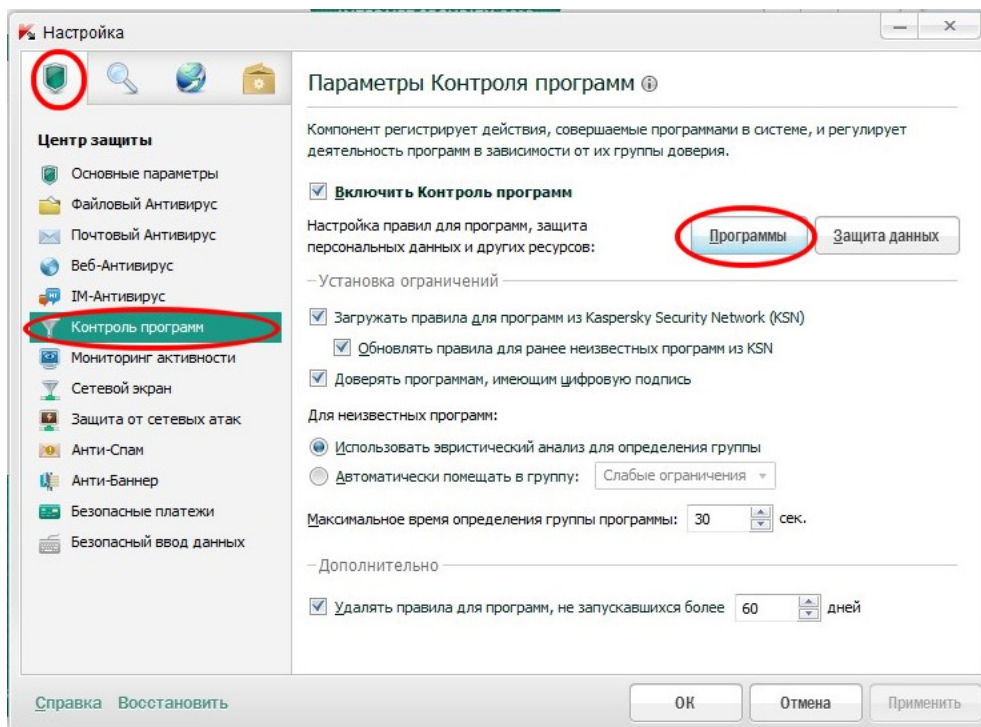 Настройка
Центр защиты
Основные параметры
Файловый Антивирус
Почтовый Антивирус
Веб-Антивирус
IM-Антивирус
Контроль программ
Мониторинг активности
Сетевой экран
Защита от сетевых атак
Анти-Спам
Анти-Баннер
Безопасные платежи
Безопасный ввод данных
Параметры Контроля программ
Компонент регистрирует действия, совершаемые программами в системе, и регулирует
деятельность программ в зависимости от их группы доверия.
Включить Контроль программ
Настройка правил для программ, защита
персональных данных и других ресурсов:
Программы
Защита данных
Установка ограничений
Загружать правила для программ из Kaspersky Security Network (KSN)
Обновлять правила для ранее неизвестных программ из KSN
Доверять программам, имеющим цифровую подпись
Для неизвестных программ:
Использовать эвристический анализ для определения группы
Автоматически помещать в группу: Слабые ограничения
Максимальное время определения группы программы: 30 сек.
Дополнительно
Удалять правила для программ, не запускавшихся более 60 дней
Справка Восстановить
ОК Отмена Применить